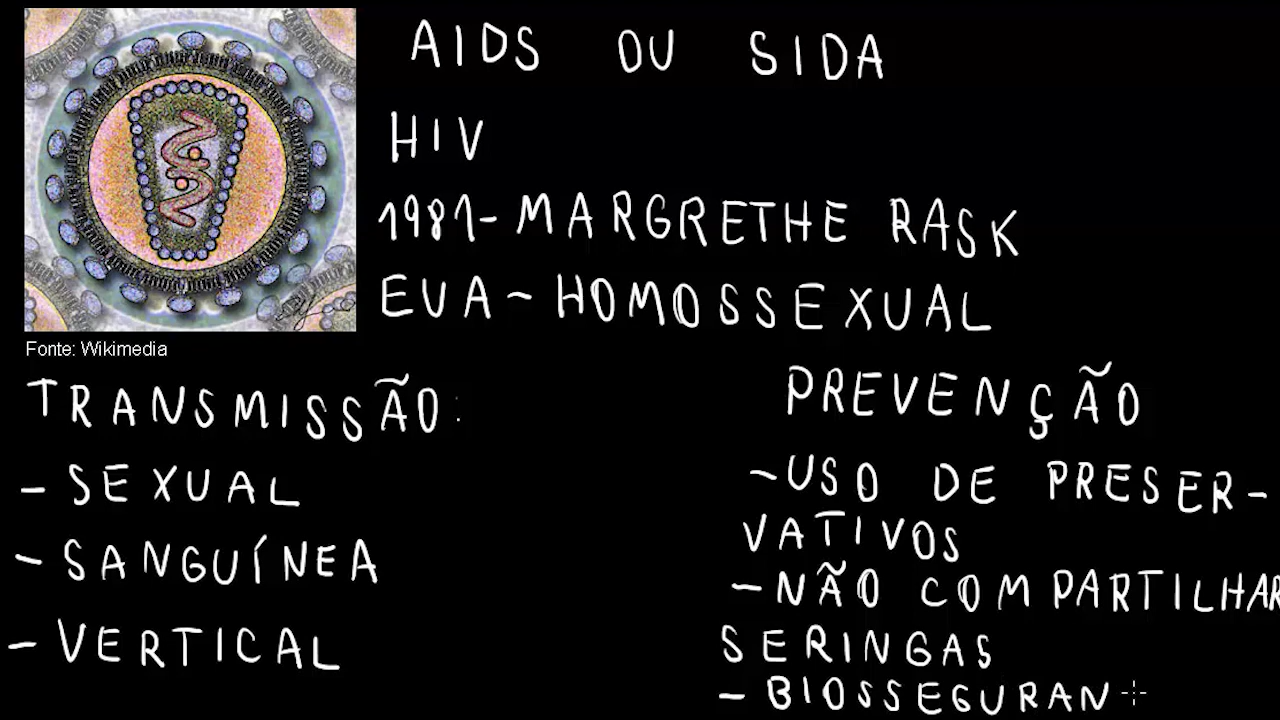 AIDS OU SIDA
HIV
1981-MARGRETHE RASK
EUA-HOMOSSEXUAL
Fonte: Wikimedia
TRANSMISSÃO:
-SEXUAL
-SANGUÍNEA
-VERTICAL
PREVENÇÃO
-USO DE PRESER-
VATIVOS
-NÃO COMPARTILHAR
SERINGAS
-BIOSSEGURAN